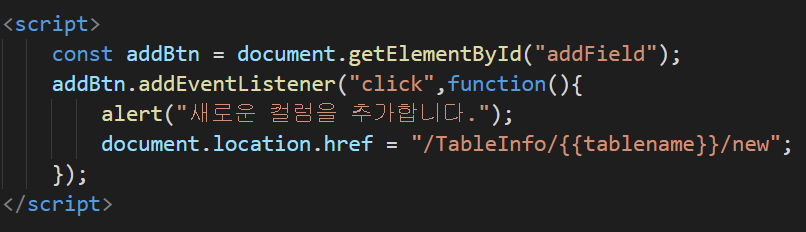 <script>
const addBtn = document.getElementById("addField");
addBtn.addEventListener("click",function(){
alert("새로운 컬럼을 추가합니다.");
document.location.href = "/TableInfo/{{tablename}}/new";
});
</script>